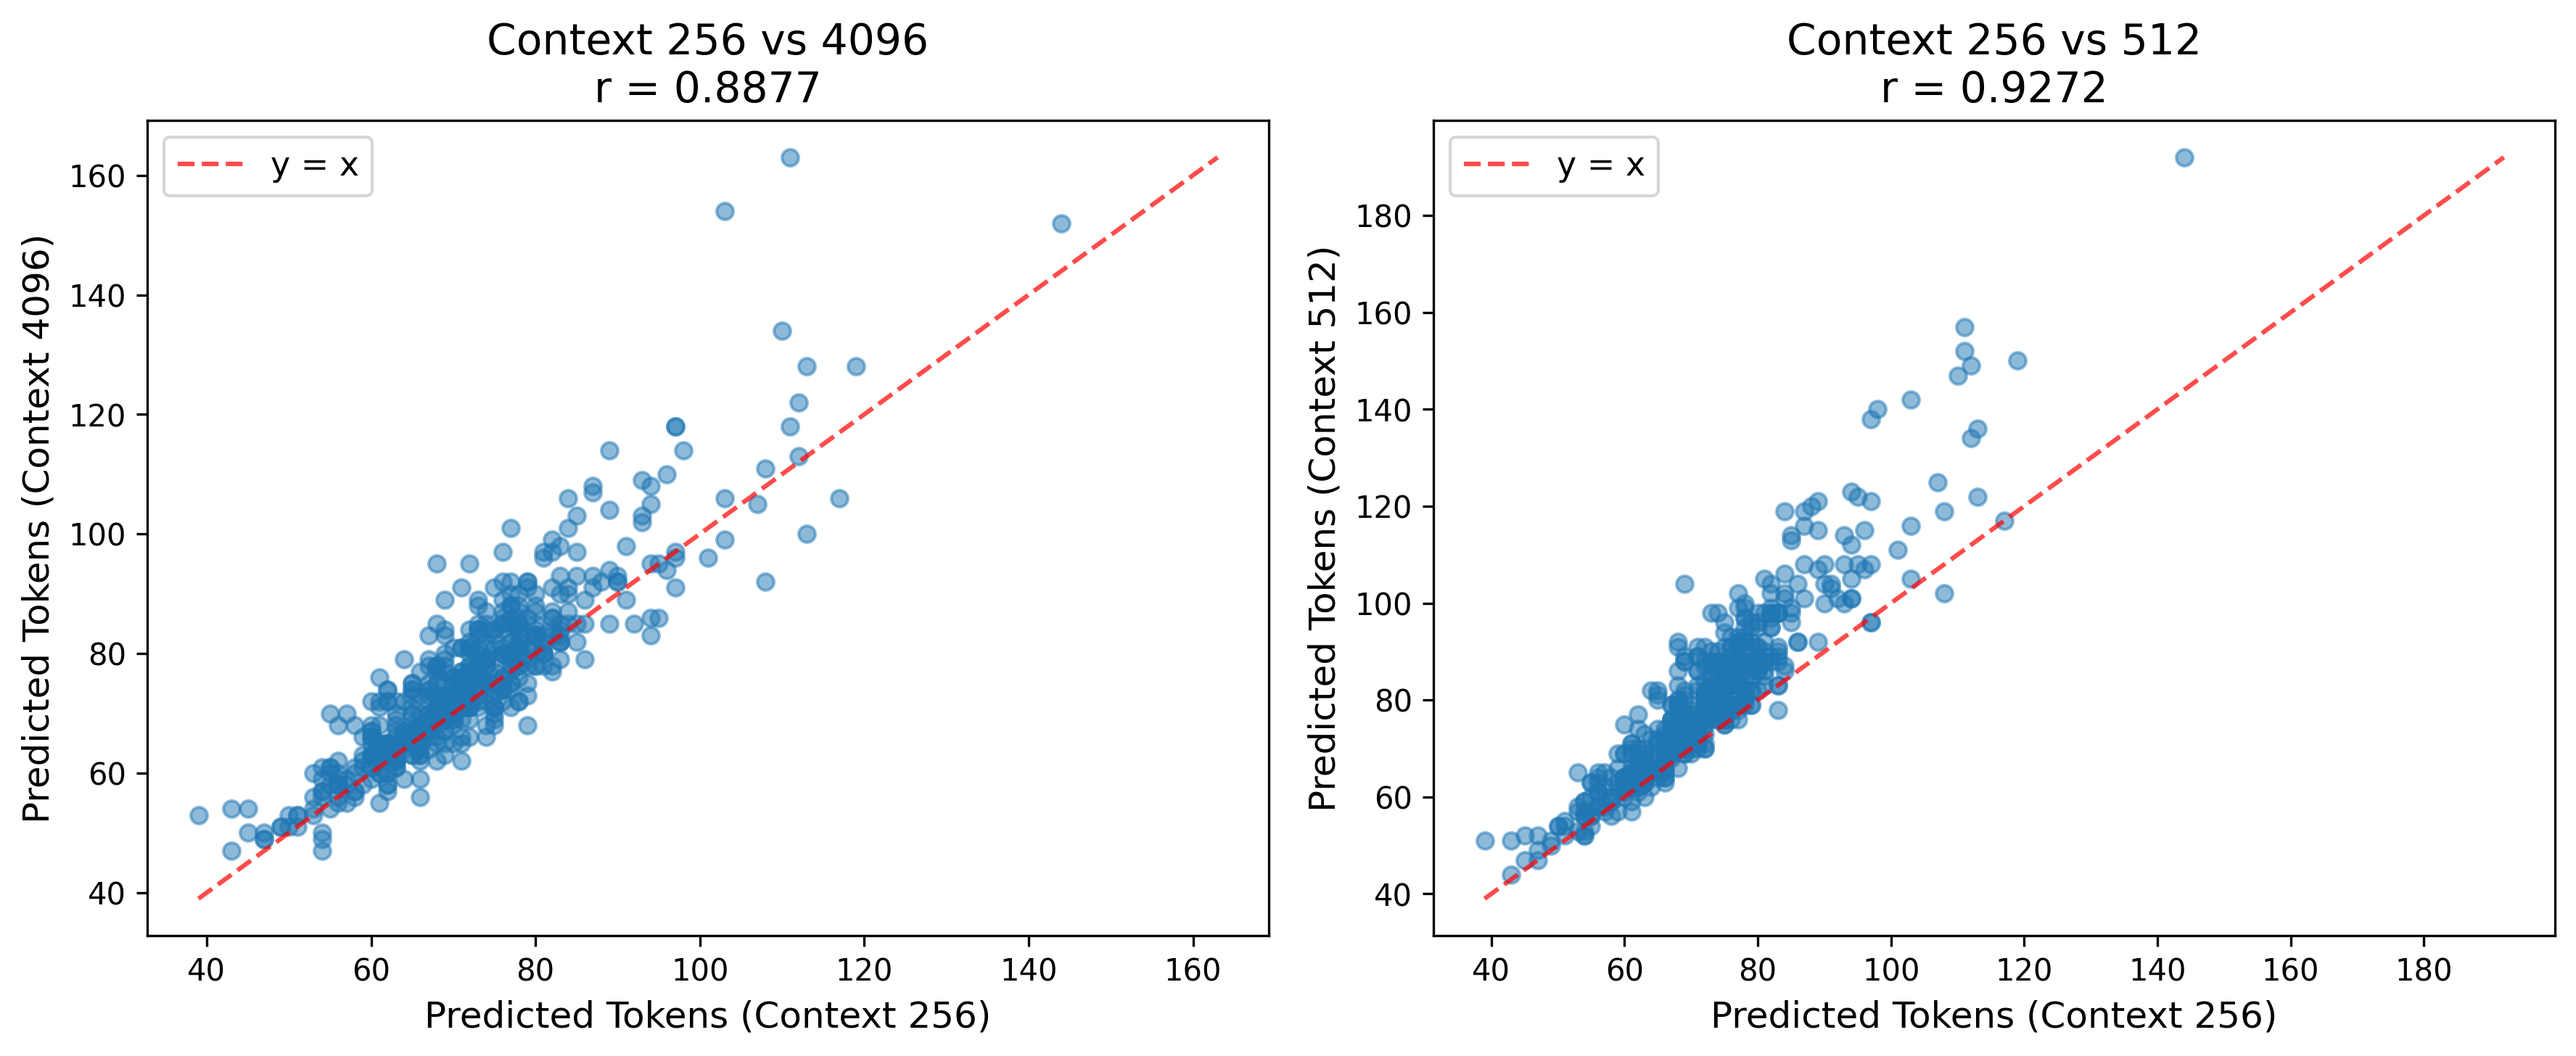 Context 256 vs 4096
r = 0.8877
y = x
160
140
120
100
80
60
40
Predicted Tokens (Context 4096)
40 60 80 100 120 140 160
Predicted Tokens (Context 256)
Context 256 vs 512
r = 0.9272
y = x
180
160
140
120
100
80
60
40
Predicted Tokens (Context 512)
40 60 80 100 120 140 160 180
Predicted Tokens (Context 256)